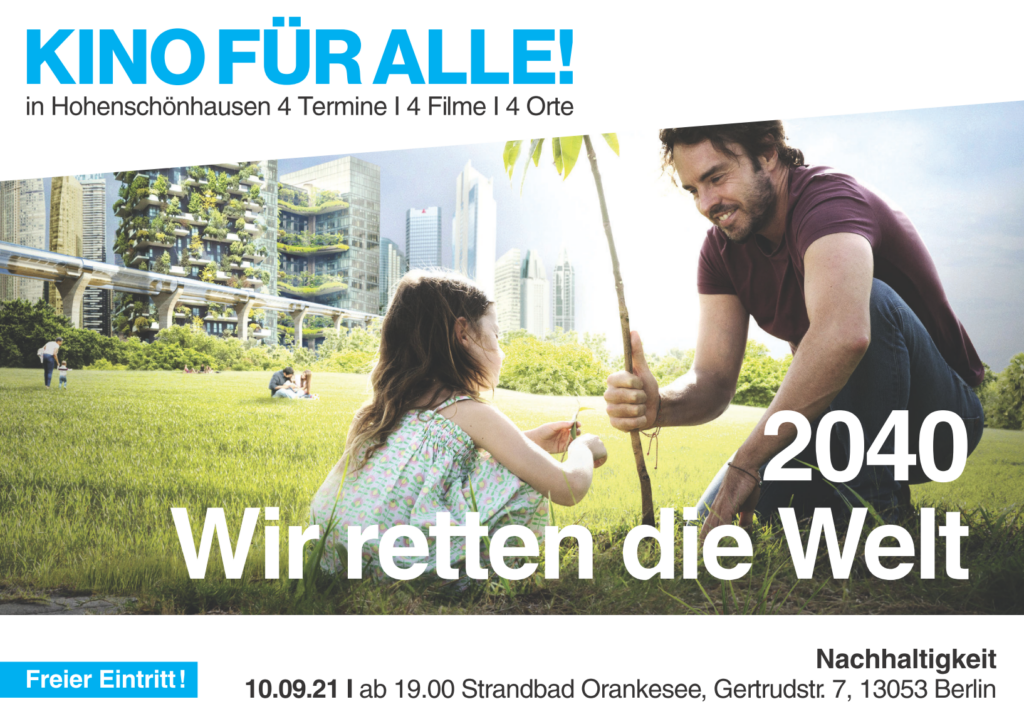 KINO FÜR ALLE!
in Hohenschönhausen 4 Termine I 4 Filme I 4 Orte
2040
Wir retten die Welt
Nachhaltigkeit
Freier Eintritt!
10.09.21 I ab 19.00 Strandbad Orankesee, Gertrudstr. 7, 13053 Berlin